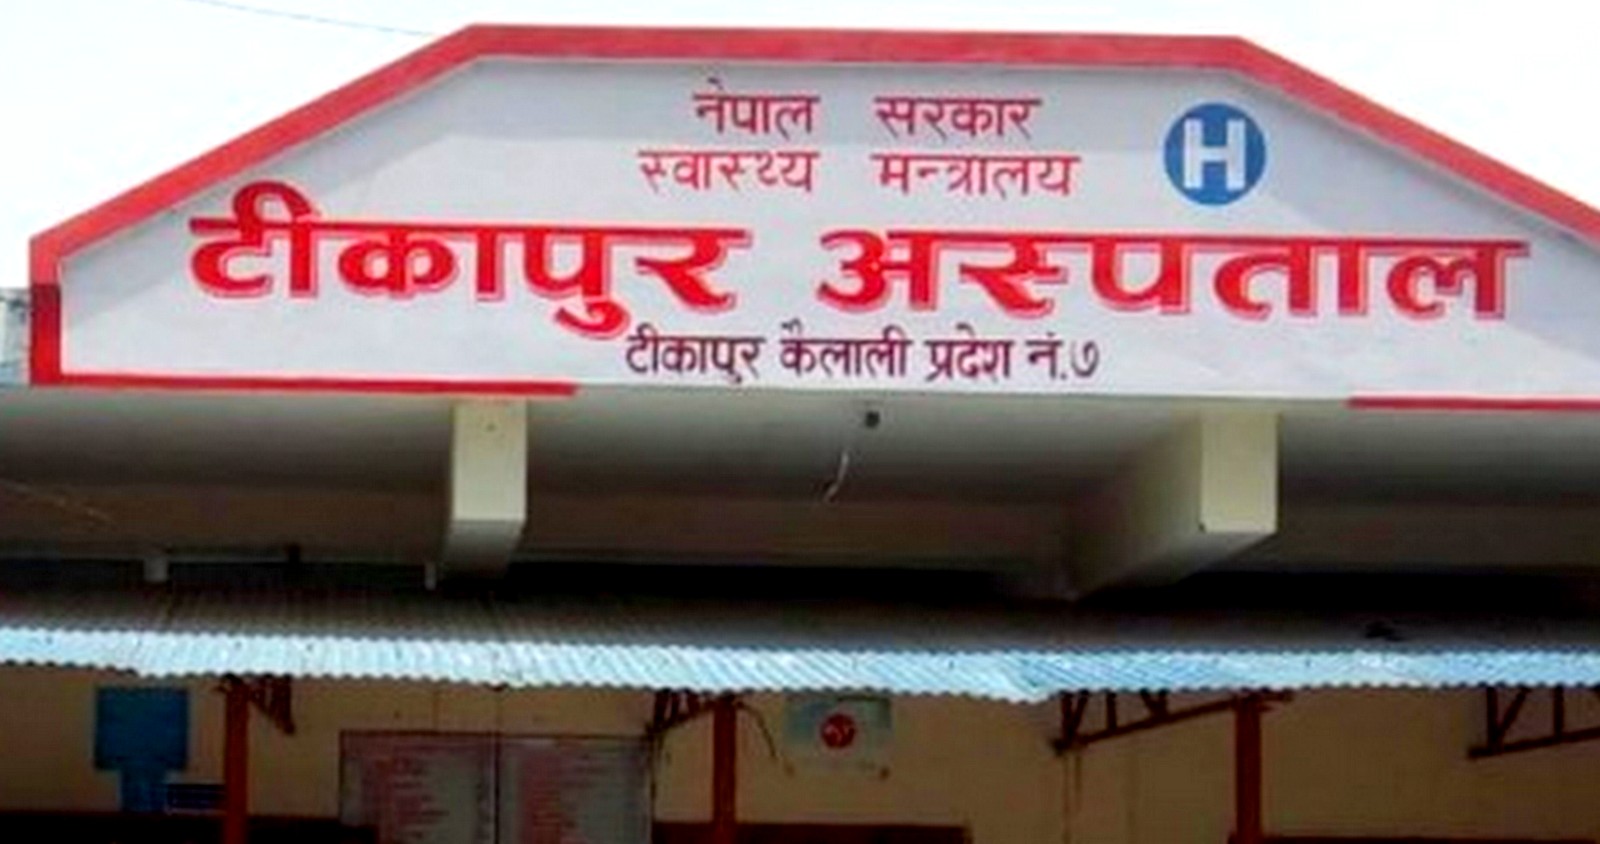 नेपाल सरकार
स्वास्थ्य मन्त्रालय
H
टीकापुर अस्पताल
टीकापुर कैलाली प्रदेश नं.७